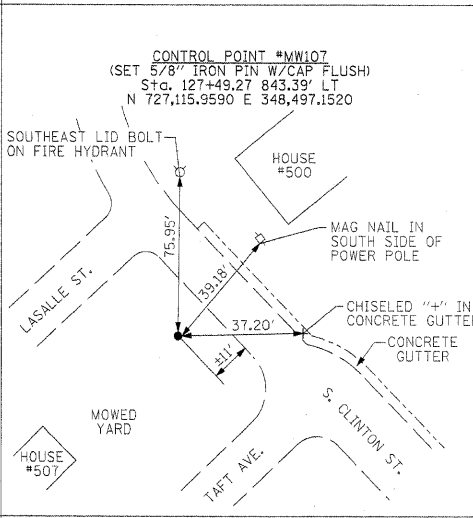 CONTROL POINT #MW107
(SET 5/8" IRON PIN W/CAP FLUSH)
Sta. 127+49.27 843.39' LT
N 727,115.9590 E 348,497.1520
SOUTHEAST LID BOLT
ON FIRE HYDRANT
HOUSE
#500
75.95'
MAG NAIL IN
SOUTH SIDE OF
POWER POLE
39.18'
LASALLE ST.
CHISELED "+" IN
CONCRETE GUTTER
37.20'
CONCRETE
GUTTER
±11'
S. CLINTON ST.
MOWED
YARD
HOUSE
#507
TAFT AVE.